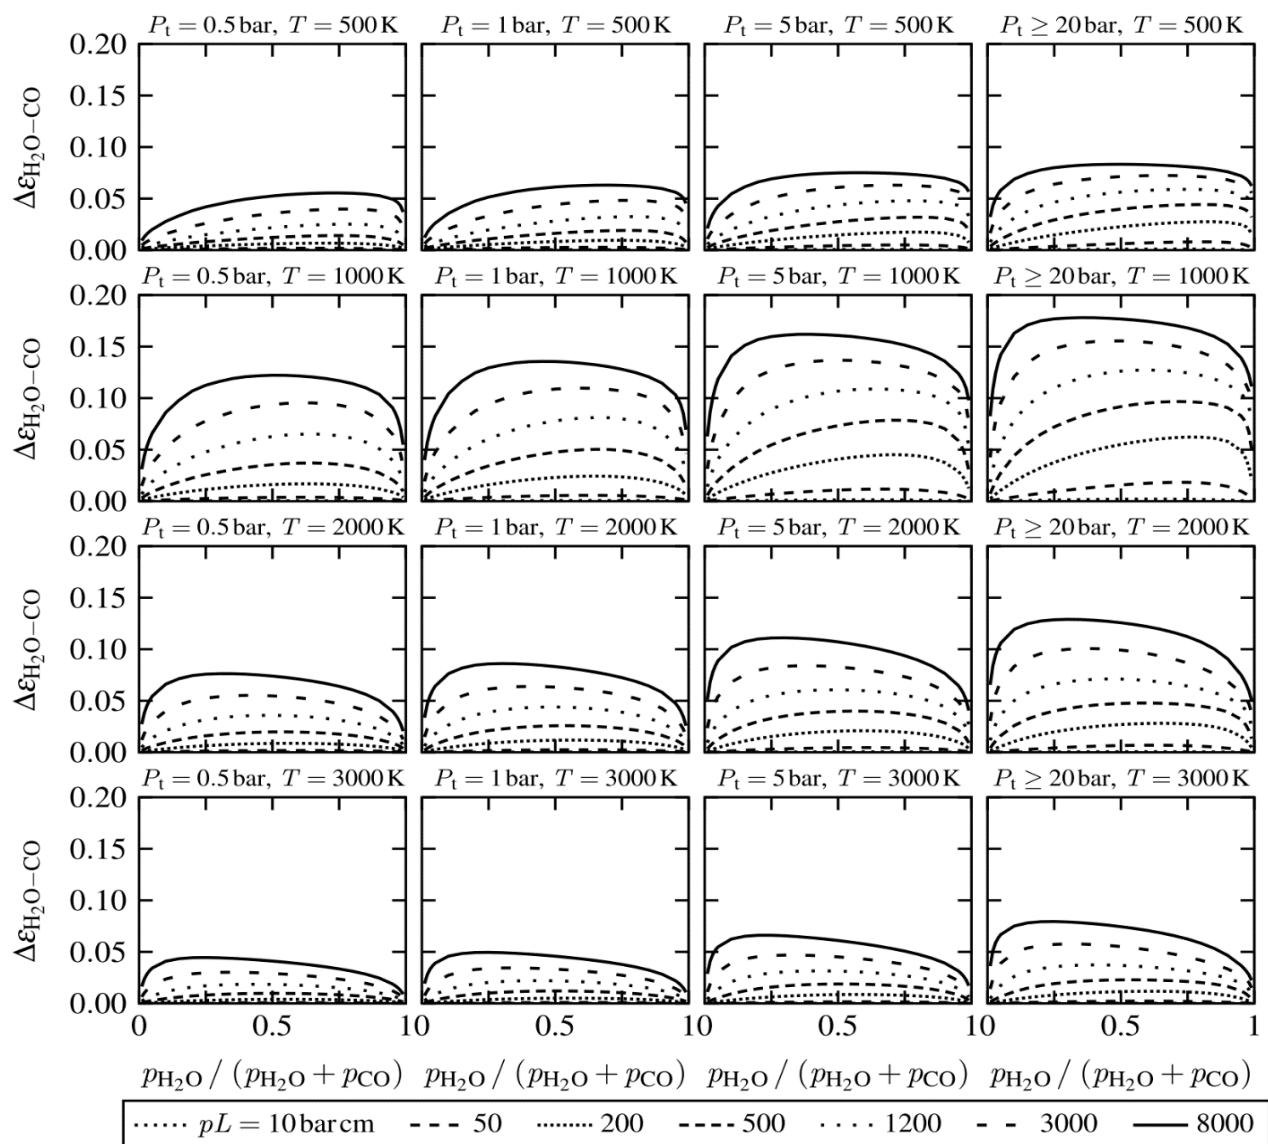 P_t = 0.5 bar, T = 500 K P_t = 1 bar, T = 500 K P_t = 5 bar, T = 500 K P_t ≥ 20 bar, T = 500 K
0.20
0.15
0.10
0.05
0.00
Δε_H₂O–CO
P_t = 0.5 bar, T = 1000 K P_t = 1 bar, T = 1000 K P_t = 5 bar, T = 1000 K P_t ≥ 20 bar, T = 1000 K
0.20
0.15
0.10
0.05
0.00
Δε_H₂O–CO
P_t = 0.5 bar, T = 2000 K P_t = 1 bar, T = 2000 K P_t = 5 bar, T = 2000 K P_t ≥ 20 bar, T = 2000 K
0.20
0.15
0.10
0.05
0.00
Δε_H₂O–CO
P_t = 0.5 bar, T = 3000 K P_t = 1 bar, T = 3000 K P_t = 5 bar, T = 3000 K P_t ≥ 20 bar, T = 3000 K
0.20
0.15
0.10
0.05
0.00
Δε_H₂O–CO
0 0.5 10 0.5 10 0.5 10 0.5 1
p_H₂O / (p_H₂O + p_CO) p_H₂O / (p_H₂O + p_CO) p_H₂O / (p_H₂O + p_CO) p_H₂O / (p_H₂O + p_CO)
pL = 10 bar cm 50 200 500 1200 3000 8000